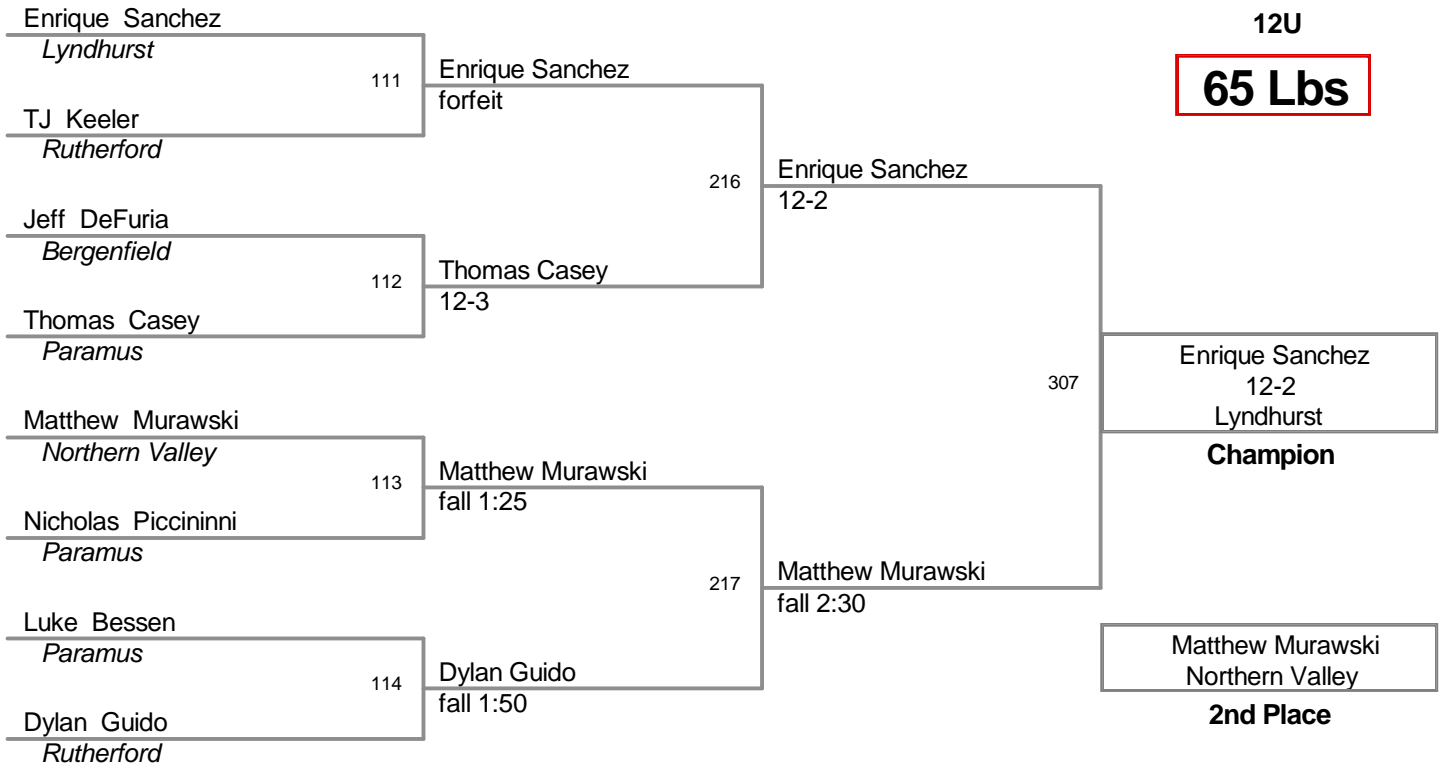 Enrique Sanchez
Lyndhurst
TJ Keeler
Rutherford
Jeff DeFuria
Bergenfield
Thomas Casey
Paramus
Matthew Murawski
Northern Valley
Nicholas Piccininni
Paramus
Luke Bessen
Paramus
Dylan Guido
Rutherford
111
112
113
114
Enrique Sanchez
forfeit
Thomas Casey
12-3
Matthew Murawski
fall 1:25
Dylan Guido
fall 1:50
216
217
Enrique Sanchez
12-2
Matthew Murawski
fall 2:30
307
12U
65 Lbs
Enrique Sanchez
12-2
Lyndhurst
Champion
Matthew Murawski
Northern Valley
2nd Place